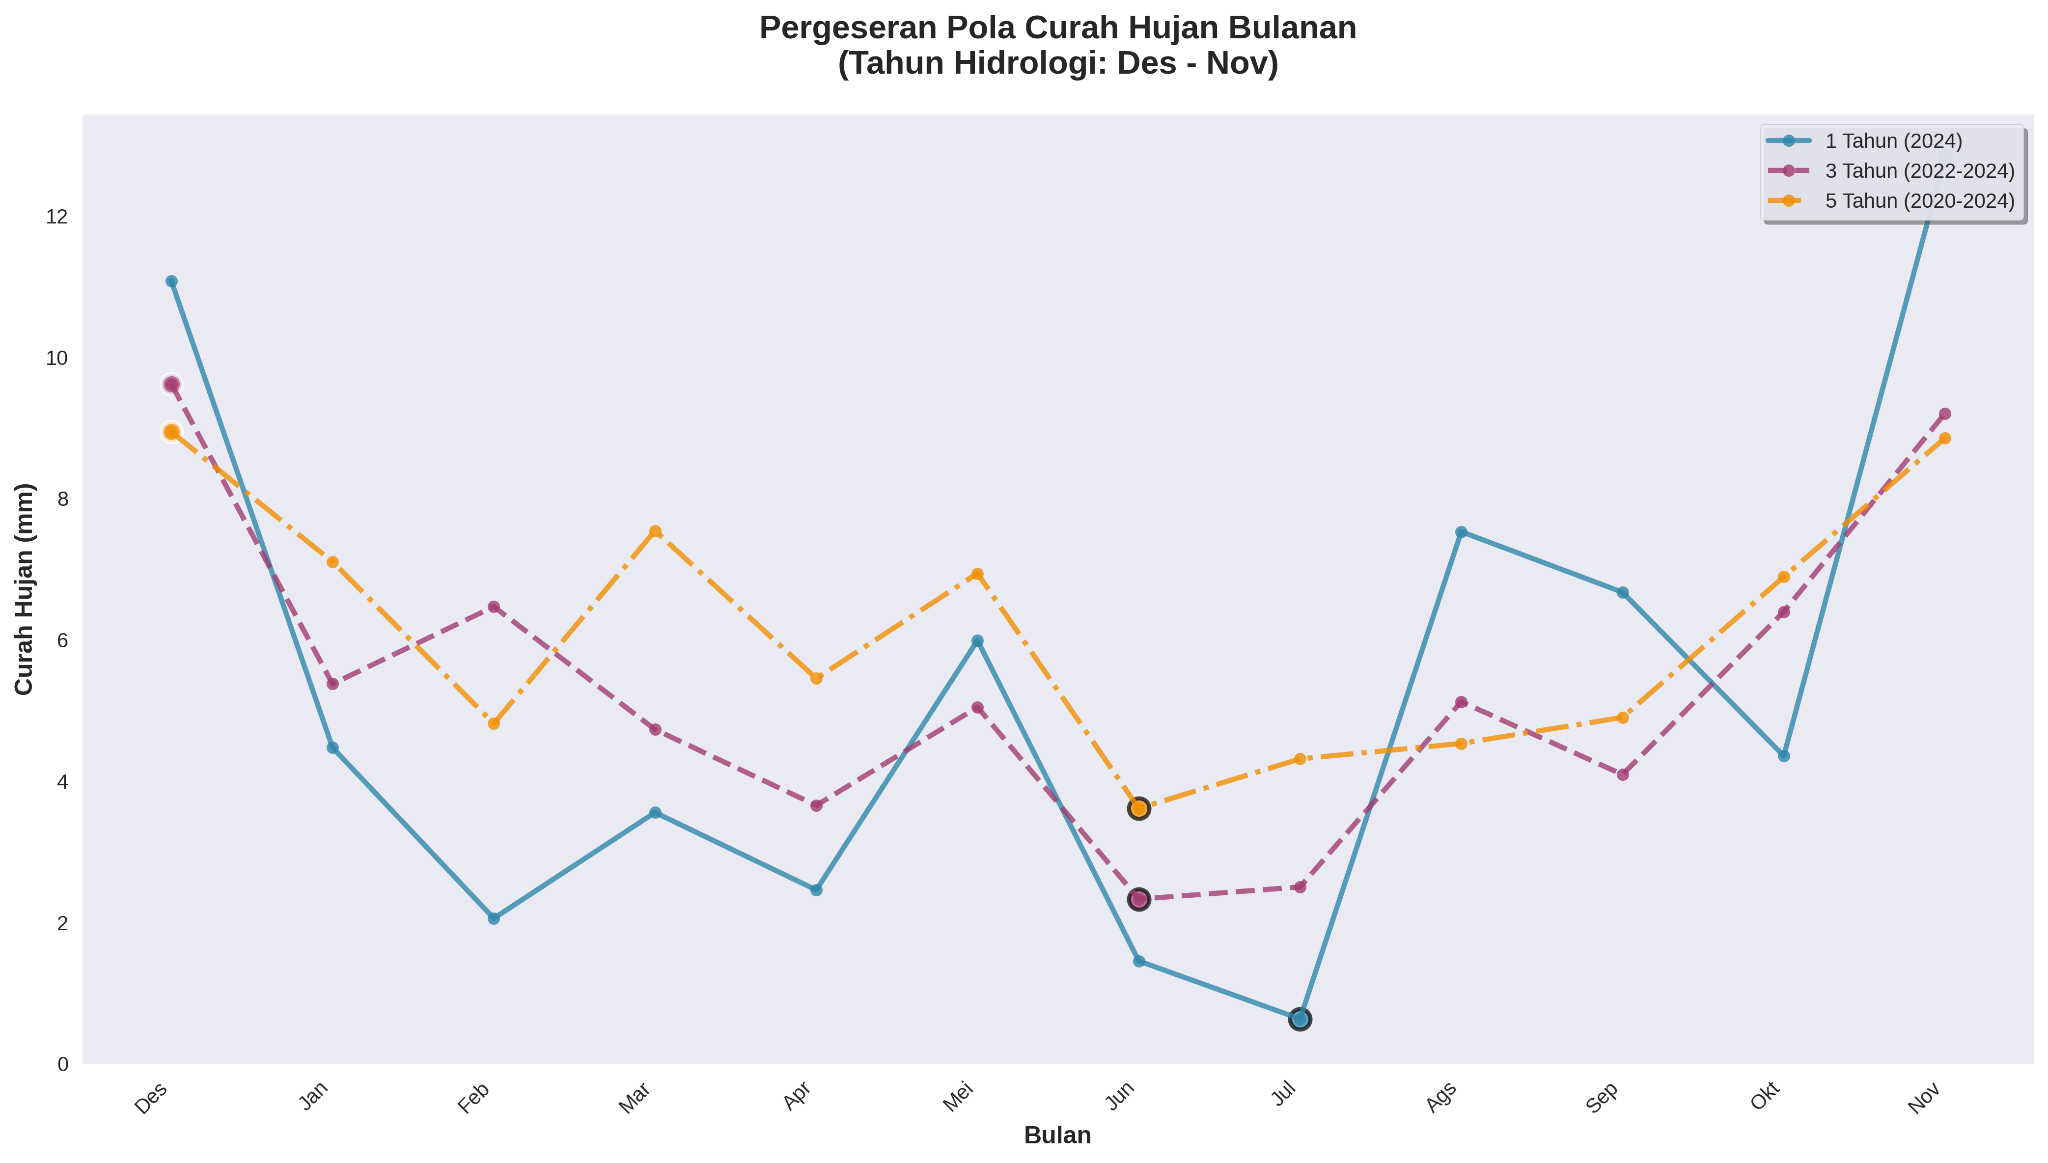 Pergeseran Pola Curah Hujan Bulanan
(Tahun Hidrologi: Des - Nov)
1 Tahun (2024)
3 Tahun (2022-2024)
5 Tahun (2020-2024)
Curah Hujan (mm)
12
10
8
6
4
2
0
Des
Jan
Feb
Mar
Apr
Mei
Jun
Jul
Ags
Sep
Okt
Nov
Bulan